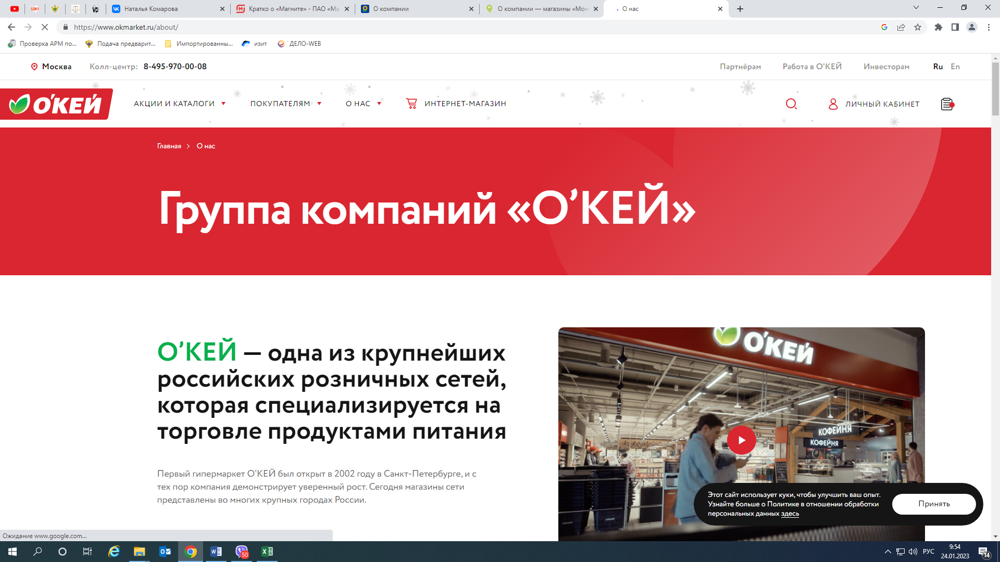 Наталья Комарова
Кратко о «Магните» - ПАО «Ма
О компании
О компании — магазины «Мон
О нас
https://www.okmarket.ru/about/
Проверка АРМ по...
Подача предварит...
Импортированны...
изит
ДЕЛО-WEB
Москва
Колл-центр: 8-495-970-00-08
Партнёрам
Работа в О'КЕЙ
Инвесторам
Ru
En
О'КЕЙ
АКЦИИ И КАТАЛОГИ
ПОКУПАТЕЛЯМ
О НАС
ИНТЕРНЕТ-МАГАЗИН
ЛИЧНЫЙ КАБИНЕТ
Главная > О нас
Группа компаний «О’КЕЙ»
О’КЕЙ — одна из крупнейших
российских розничных сетей,
которая специализируется на
торговле продуктами питания
О'КЕЙ
КОФЕЙНЯ
КОФЕЙНЯ
Первый гипермаркет О'КЕЙ был открыт в 2002 году в Санкт-Петербурге, и с
тех пор компания демонстрирует уверенный рост. Сегодня магазины сети
представлены во многих крупных городах России.
Этот сайт использует куки, чтобы улучшить ваш опыт.
Узнайте больше о Политике в отношении обработки
персональных данных здесь
Принять
Ожидание www.google.com...
50
РУС
9:54
24.01.2023
14